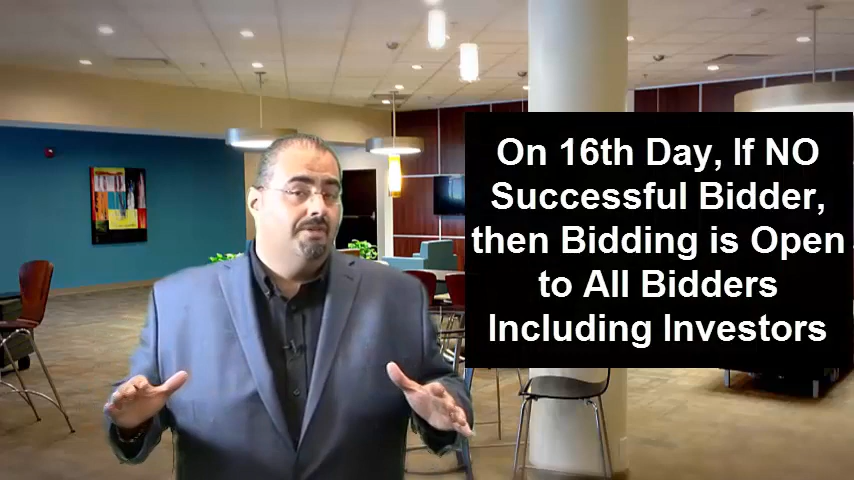 On 16th Day, If NO
Successful Bidder,
then Bidding is Open
to All Bidders
Including Investors